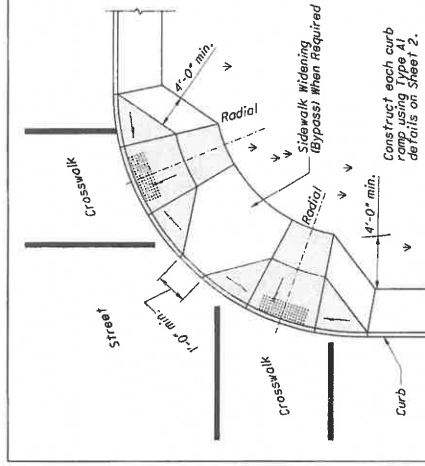 Crosswalk
4'-0" min.
Radial
Street
1'-0" min.
Sidewalk Widening
(Bypass) When Required
Radial
Crosswalk
4'-0" min.
Curb
Construct each curb
ramp using Type A1
details on Sheet 2.